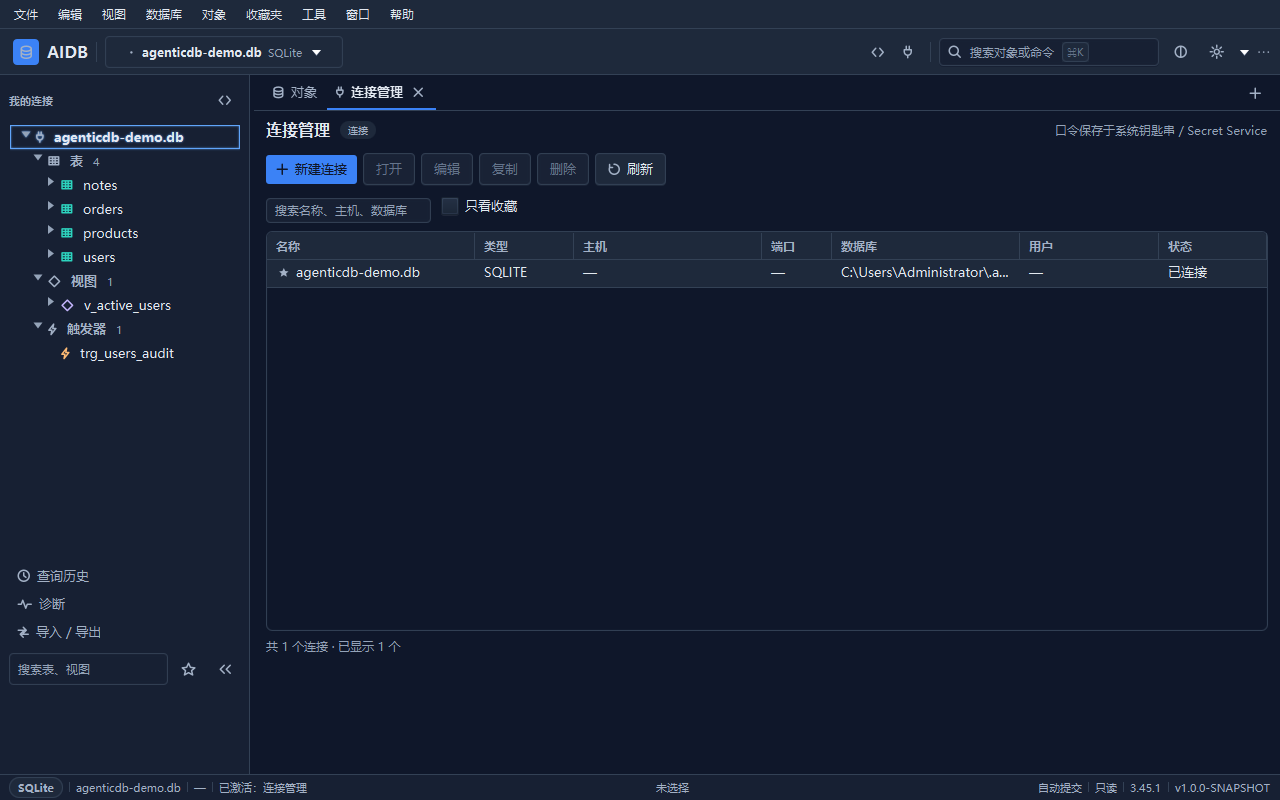 文件 编辑 视图 数据库 对象 收藏夹 工具 窗口 帮助
AIDB · agenticdb-demo.db SQLite 搜索对象或命令 ⌘K ···
我的连接
agenticdb-demo.db
表 4
notes
orders
products
users
视图 1
v_active_users
触发器 1
trg_users_audit
查询历史
诊断
导入 / 导出
搜索表、视图
对象 连接管理
连接管理 连接 口令保存于系统钥匙串 / Secret Service
新建连接 打开 编辑 复制 删除 刷新
搜索名称、主机、数据库 只看收藏
名称 类型 主机 端口 数据库 用户 状态
★ agenticdb-demo.db SQLITE — — C:\Users\Administrator\.a... — 已连接
共 1 个连接 · 已显示 1 个
SQLite agenticdb-demo.db — 已激活: 连接管理 未选择 自动提交 只读 3.45.1 v1.0.0-SNAPSHOT